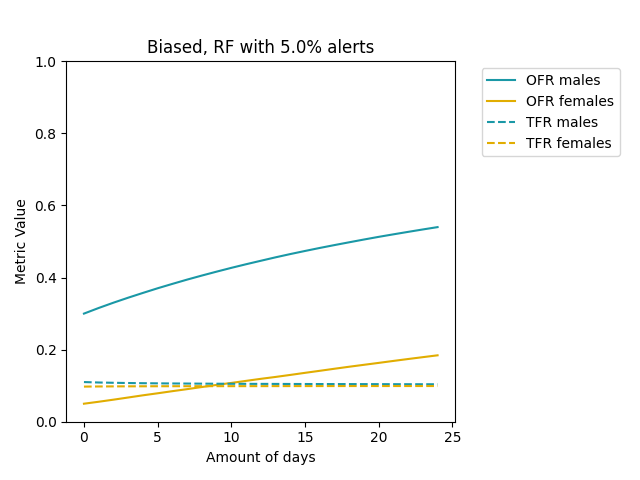 Biased, RF with 5.0% alerts
1.0
0.8
0.6
0.4
0.2
0.0
Metric Value
0 5 10 15 20 25
Amount of days
OFR males
OFR females
TFR males
TFR females